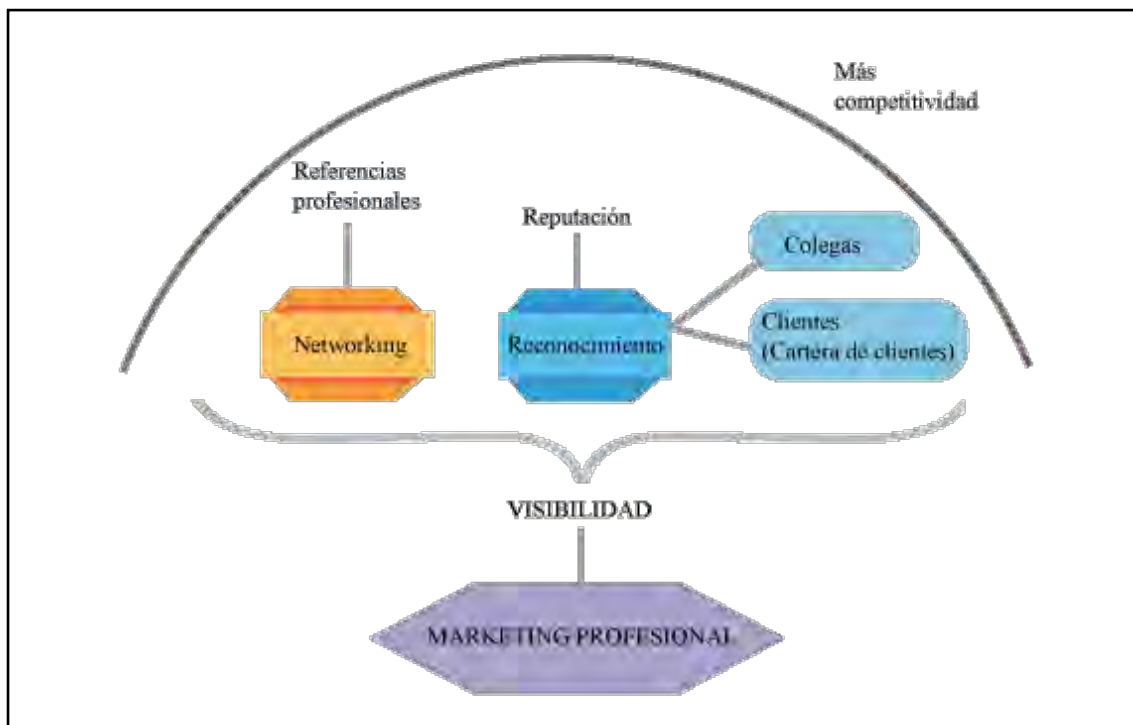 Más
competitividad
Referencias
profesionales
Reputación
Colegas
Networking
Reconocimiento
Clientes
(Cartera de clientes)
VISIBILIDAD
MARKETING PROFESIONAL